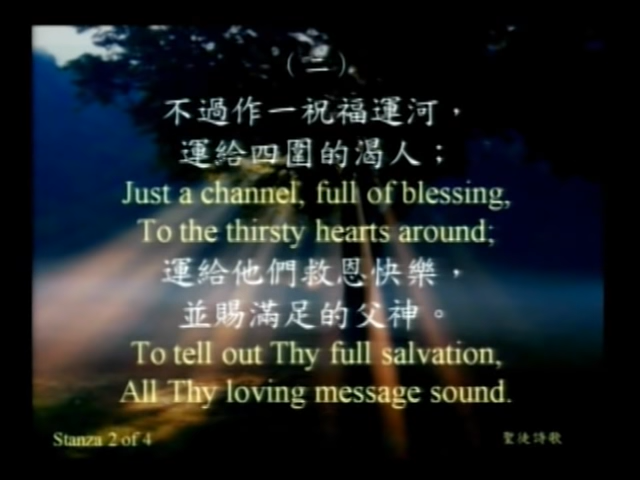 (二)
不過作一祝福運河，
運給四圍的渴人；
Just a channel, full of blessing,
To the thirsty hearts around;
運給他們救恩快樂，
並賜滿足的父神。
To tell out Thy full salvation,
All Thy loving message sound.
Stanza 2 of 4
聖徒詩歌